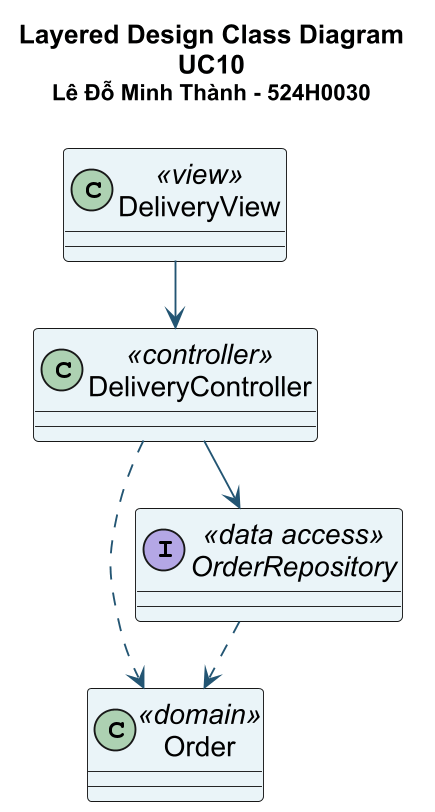 Layered Design Class Diagram
UC10
Lê Đỗ Minh Thành - 524H0030
C
«view»
DeliveryView
C
«controller»
DeliveryController
I
«data access»
OrderRepository
C
«domain»
Order